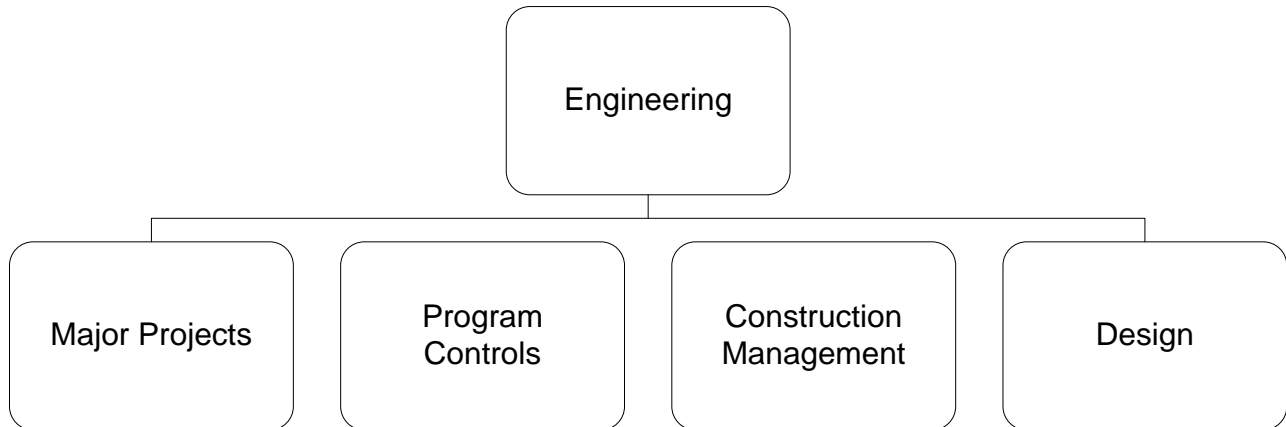 Engineering
Major Projects
Program
Controls
Construction
Management
Design